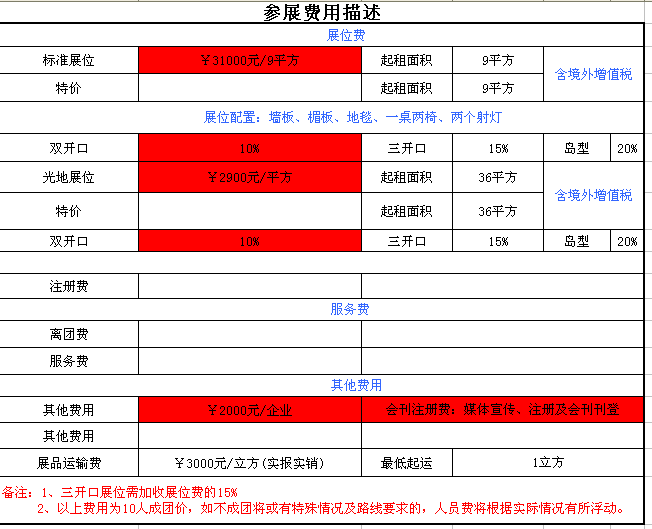 参展费用描述
展位费
标准展位 ￥31000元/9平方 起租面积 9平方 含境外增值税
特价 起租面积 9平方
展位配置：墙板、楣板、地毯、一桌两椅、两个射灯
双开口 10% 三开口 15% 岛型 20%
光地展位 ￥2900元/平方 起租面积 36平方 含境外增值税
特价 起租面积 36平方
双开口 10% 三开口 15% 岛型 20%
注册费
服务费
离团费
服务费
其他费用
其他费用 ￥2000元/企业 会刊注册费：媒体宣传、注册及会刊刊登
其他费用
展品运输费 ￥3000元/立方(实报实销) 最低起运 1立方
备注：1、三开口展位需加收展位费的15%
2、以上费用为10人成团价，如不成团将或有特殊情况及路线要求的，人员费将根据实际情况有所浮动。